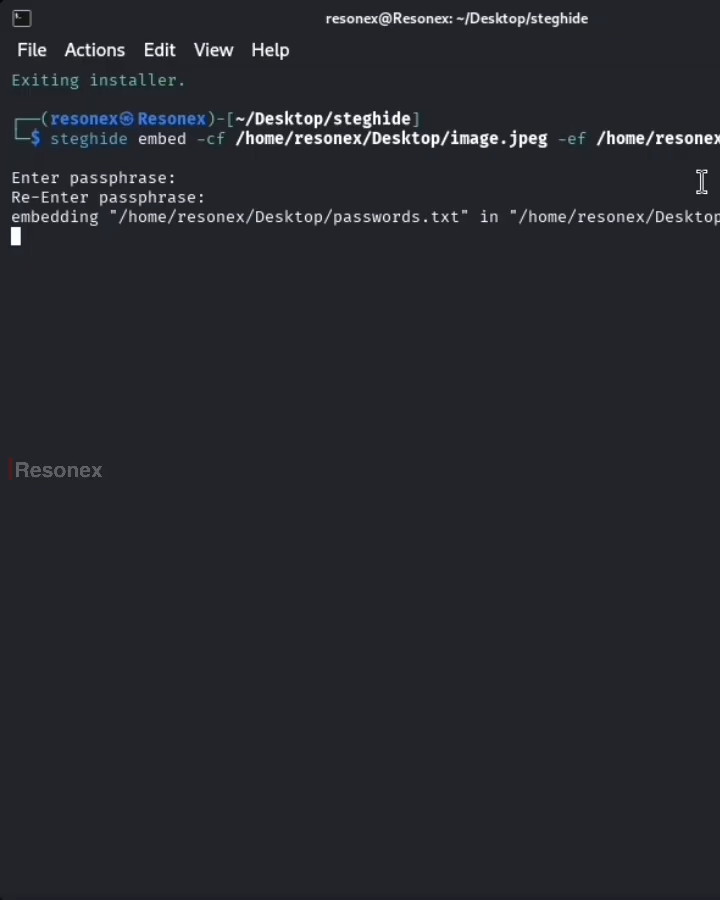 resonex@Resonex: ~/Desktop/steghide
File Actions Edit View Help
Exiting installer.
┌──(resonex㉿Resonex)-[~/Desktop/steghide]
└─$ steghide embed -cf /home/resonex/Desktop/image.jpeg -ef /home/resonex
Enter passphrase:
Re-Enter passphrase:
embedding "/home/resonex/Desktop/passwords.txt" in "/home/resonex/Desktop
Resonex